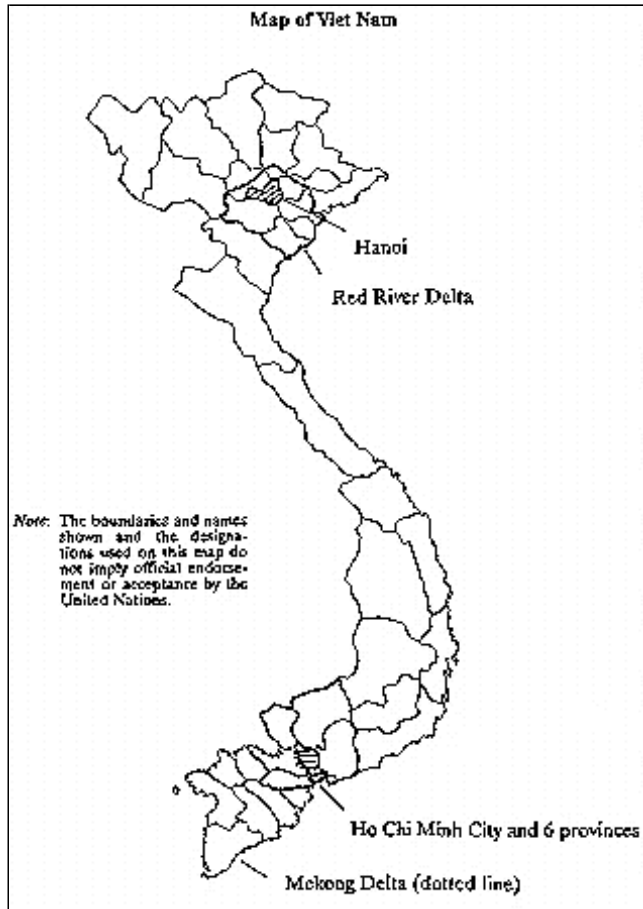 Map of Viet Nam
Hanoi
Red River Delta
Note: The boundaries and names
shown and the designa-
tions used on this map do
not imply official endorse-
ment or acceptance by the
United Nations.
Ho Chi Minh City and 6 provinces
Mekong Delta (dotted line)